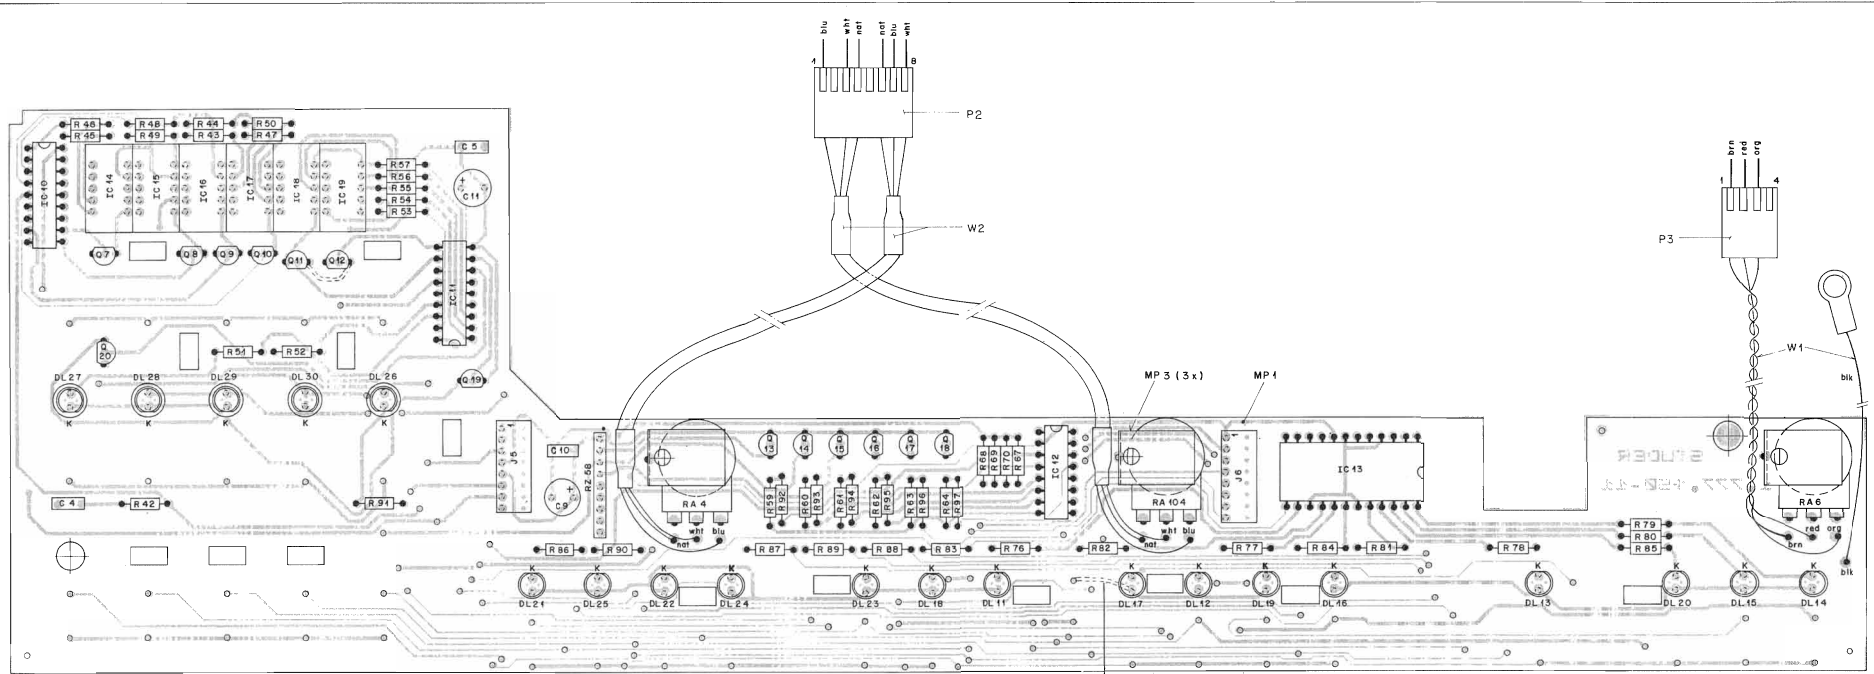 blu wht nat nat blu wht
1 8
P2
brn red org
1 4
P3
W2
W1
blk
R 46 R 48 R 44 R 50
R 45 R 49 R 43 R 47
C 5
IC 10 IC 14 IC 15 IC 16 IC 17 IC 18 IC 19
R 57
R 56
R 55
R 54
R 53
+
C 11
Q 7 Q 8 Q 9 Q 10 Q 11 Q 12
IC 11
Q 20
R 51 R 52
DL 27 DL 28 DL 29 DL 30 DL 26
K K K K K
Q 19
MP 3 (3x) MP 1
1
J 5
C 10
RZ 58
+
C 9
Q 13 Q 14 Q 15 Q 16 Q 17 Q 18
R 68 R 69 R 70 R 67
IC 12
1
J 6
IC 13
STUDER
C 4 R 42 R 91
RA 4
R 59 R 92 R 60 R 93 R 61 R 94 R 62 R 95 R 63 R 96 R 64 R 97
RA 104
RA 6
nat wht blu
nat wht blu
brn red org
R 79
R 80
R 85
R 86 R 90 R 87 R 89 R 88 R 83 R 76 R 82 R 77 R 84 R 81 R 78
blk
K K K K K K K K K K K K K K K
DL 21 DL 25 DL 22 DL 24 DL 23 DL 18 DL 11 DL 17 DL 12 DL 19 DL 16 DL 13 DL 20 DL 15 DL 14